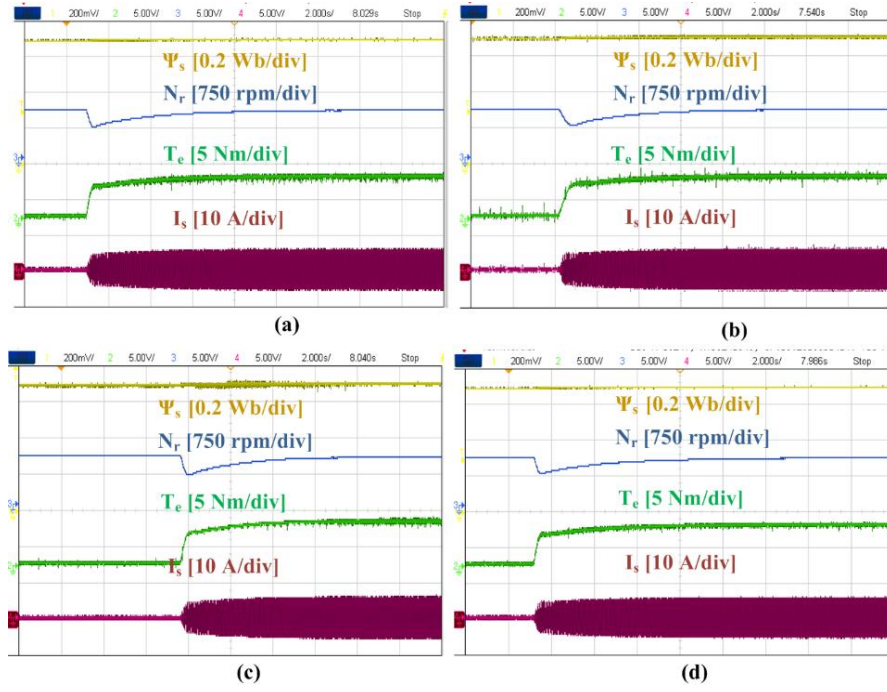 1 200mV/ 2 5.00V/ 3 5.00V/ 4 5.00V/ 2.000s/ 8.029s Stop
Ψs [0.2 Wb/div]
Nr [750 rpm/div]
Te [5 Nm/div]
Is [10 A/div]
(a)
1 200mV/ 2 5.00V/ 3 5.00V/ 4 5.00V/ 2.000s/ 7.540s Stop
Ψs [0.2 Wb/div]
Nr [750 rpm/div]
Te [5 Nm/div]
Is [10 A/div]
(b)
1 200mV/ 2 5.00V/ 3 5.00V/ 4 5.00V/ 2.000s/ 8.040s Stop
Ψs [0.2 Wb/div]
Nr [750 rpm/div]
Te [5 Nm/div]
Is [10 A/div]
(c)
1 200mV/ 2 5.00V/ 3 5.00V/ 4 5.00V/ 2.000s/ 7.986s Stop
Ψs [0.2 Wb/div]
Nr [750 rpm/div]
Te [5 Nm/div]
Is [10 A/div]
(d)